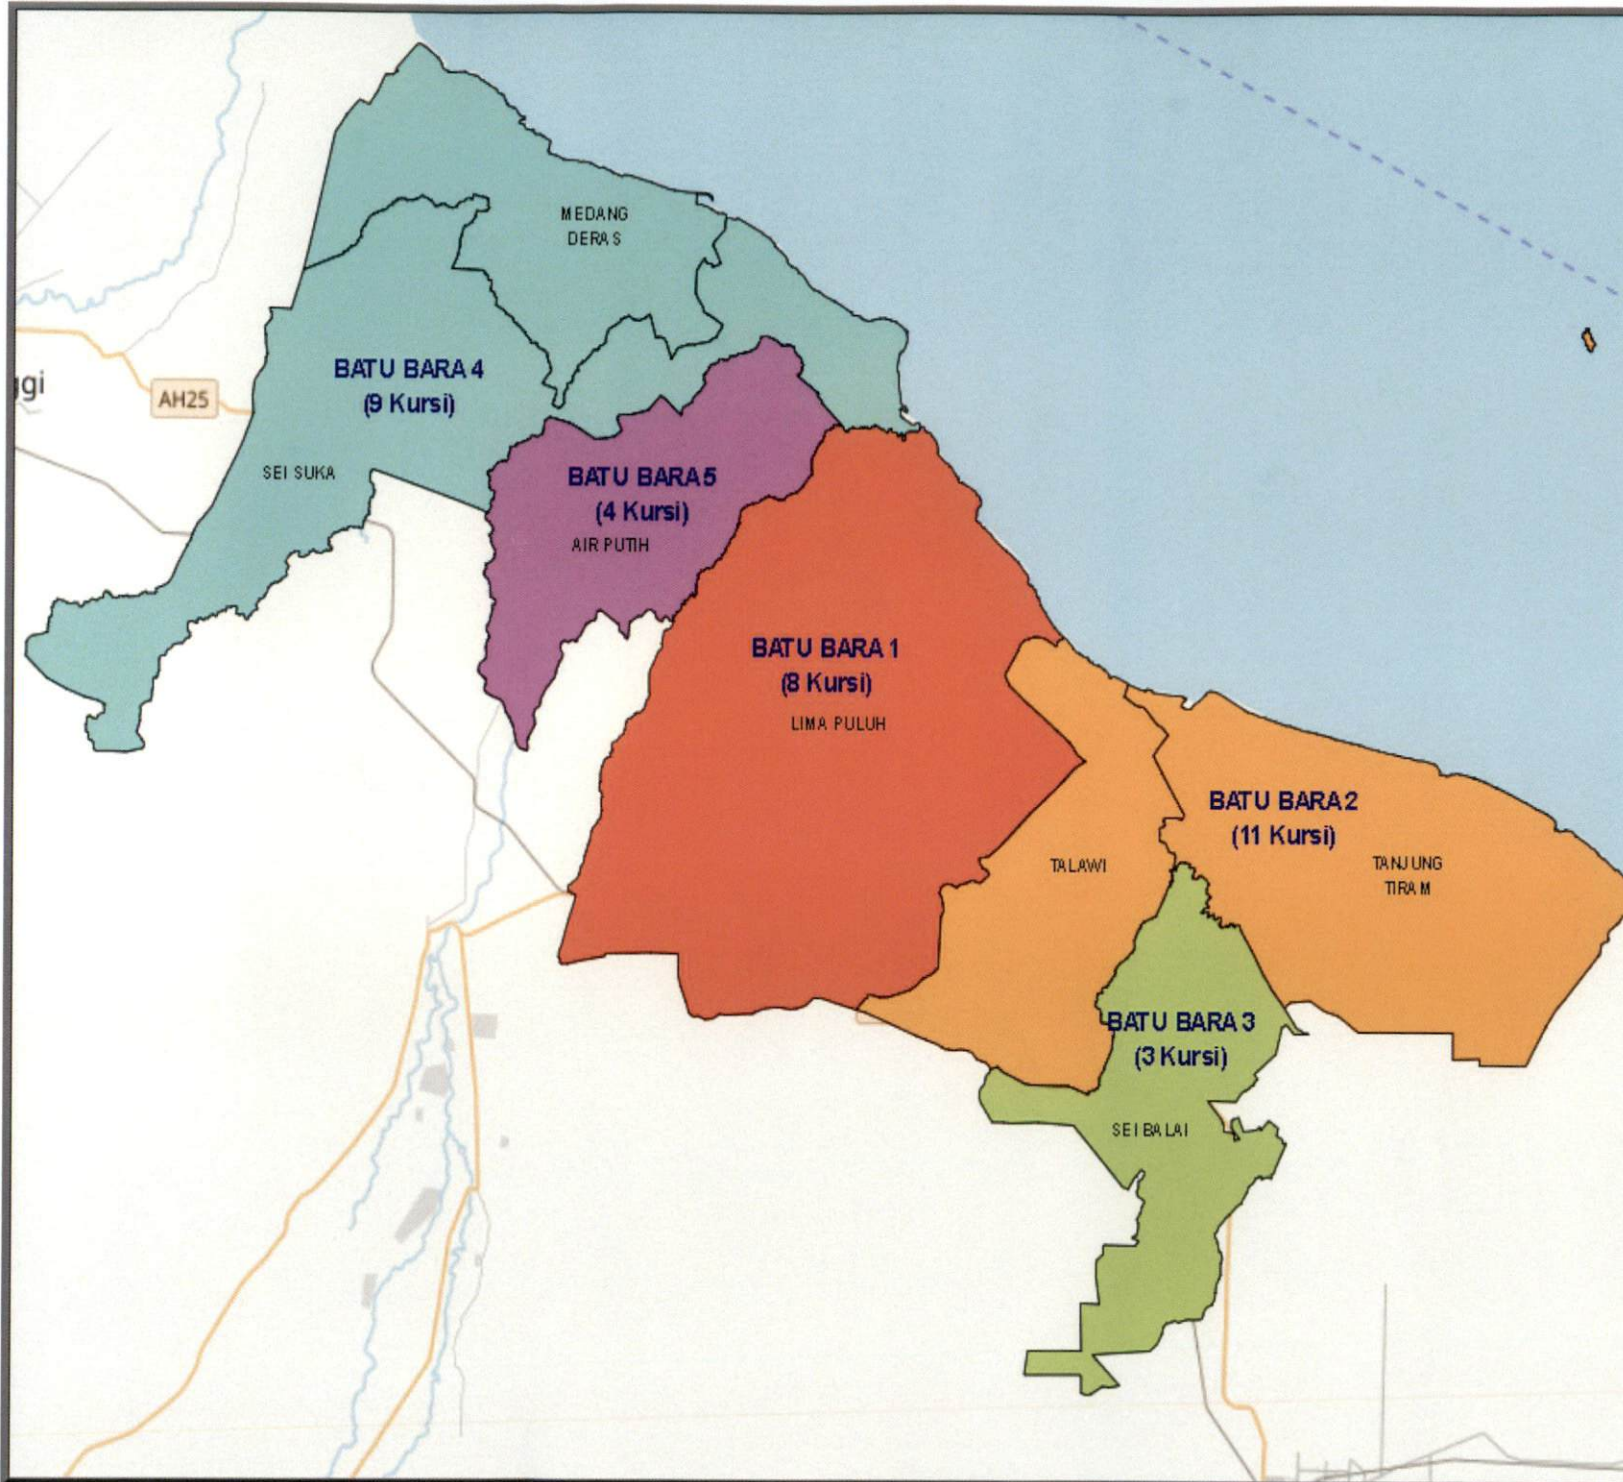 MEDANG
DERAS
BATU BARA 4
(9 Kursi)
ggi
AH25
SEI SUKA
BATU BARA 5
(4 Kursi)
AIR PUTIH
BATU BARA 1
(8 Kursi)
LIMA PULUH
BATU BARA 2
(11 Kursi)
TALAWI
TANJUNG
TIRAM
BATU BARA 3
(3 Kursi)
SEI BALAI